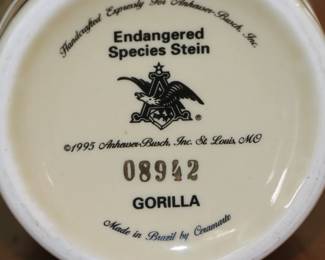 Handcrafted Expressly For Anheuser-Busch, Inc.
Endangered
Species Stein
A
®
©1995 Anheuser-Busch, Inc. St. Louis, MO
08942
GORILLA
Made in Brazil by Ceramarte